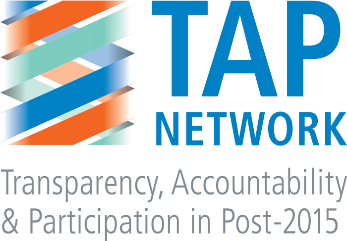 TAP
NETWORK
Transparency, Accountability
& Participation in Post-2015